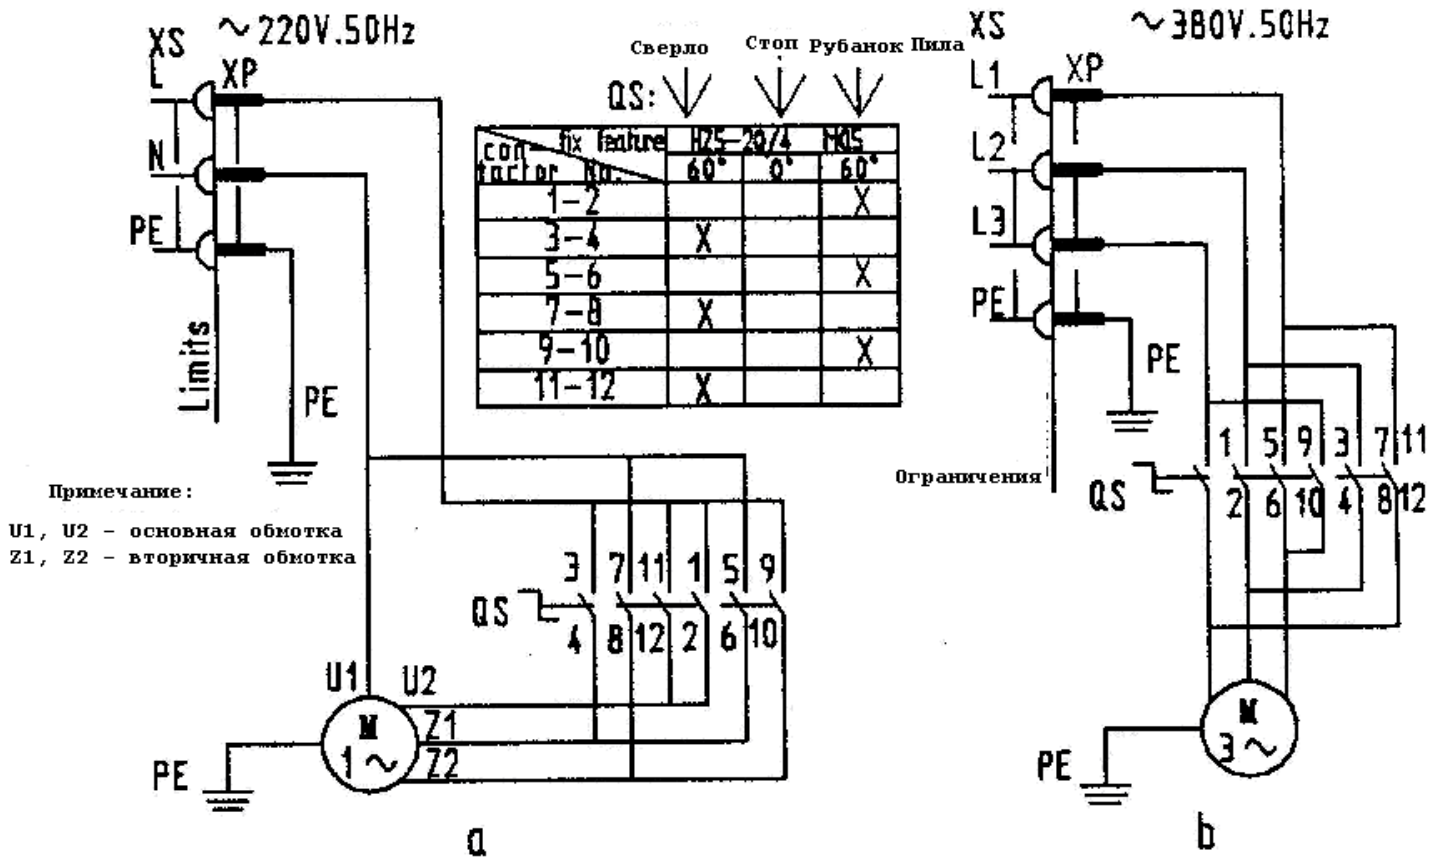 XS
~220V.50Hz
L
XP
N
PE
Limits
PE
Сверло
Стоп
Рубанок
Пила
QS:
fix feature
HZ5-20/4 M05
con-
tactor No.
60° 0° 60°
1-2 X
3-4 X
5-6 X
7-8 X
9-10 X
11-12 X
Примечание:
U1, U2 - основная обмотка
Z1, Z2 - вторичная обмотка
3 7 11 1 5 9
QS
4 8 12 2 6 10
U1
U2
M
1~
Z1
Z2
PE
a
XS
~380V.50Hz
L1
XP
L2
L3
PE
PE
Ограничения
1 5 9 3 7 11
QS
2 6 10 4 8 12
M
3~
PE
b